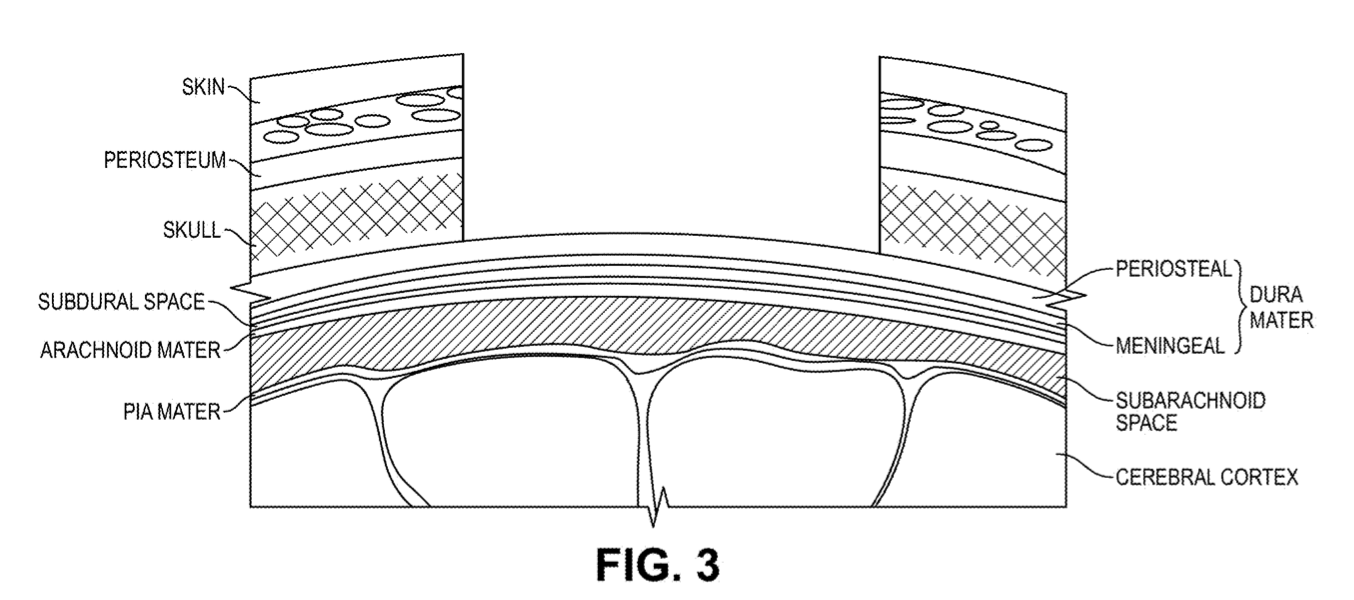 SKIN
PERIOSTEUM
SKULL
SUBDURAL SPACE
ARACHNOID MATER
PIA MATER
PERIOSTEAL
MENINGEAL
DURA
MATER
SUBARACHNOID
SPACE
CEREBRAL CORTEX
FIG. 3